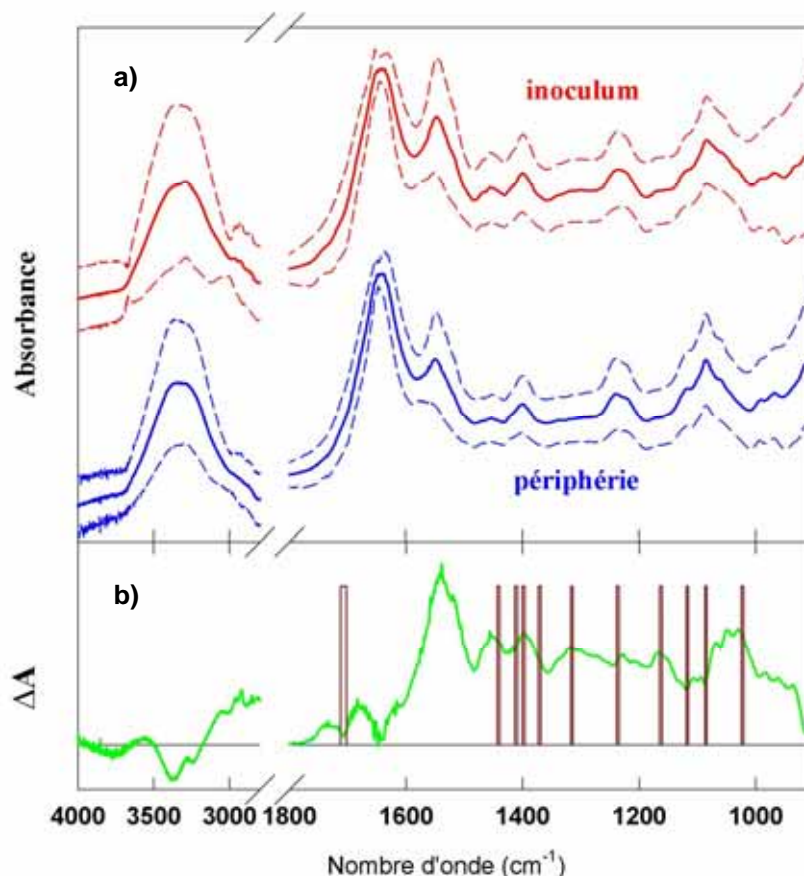 a)
inoculum
Absorbance
périphérie
b)
ΔA
4000 3500 3000 1800 1600 1400 1200 1000
Nombre d'onde (cm⁻¹)